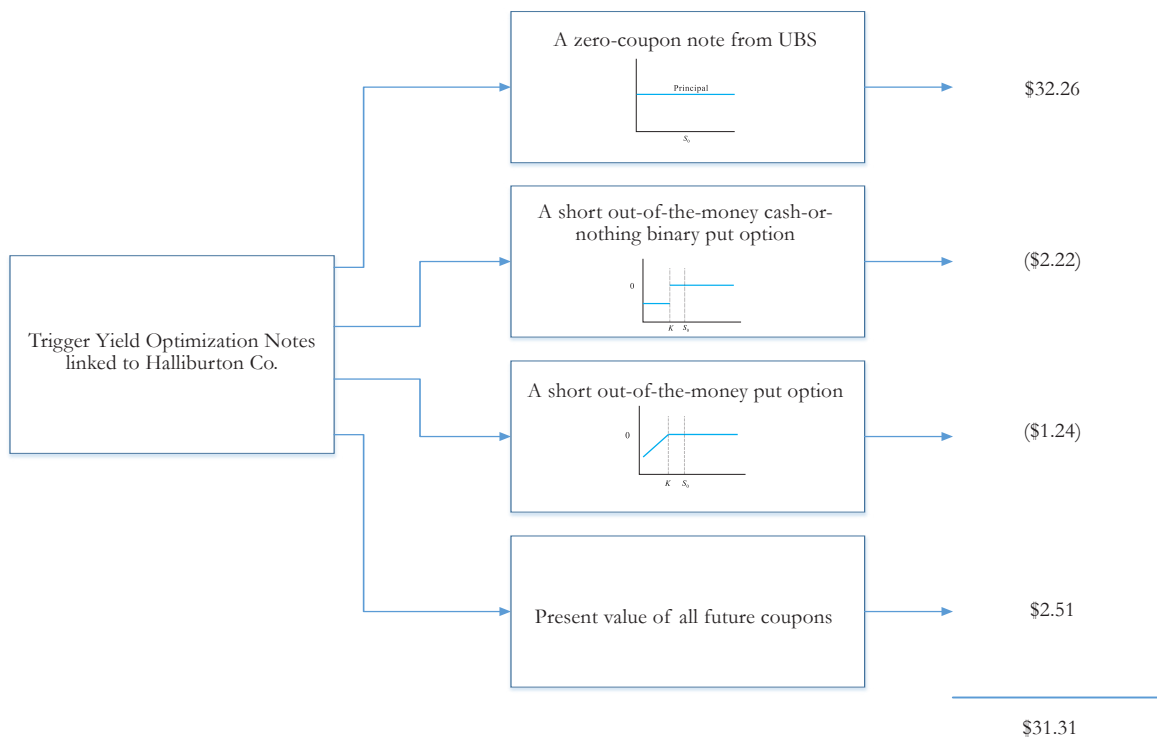 A zero-coupon note from UBS
Principal
S0
$32.26
A short out-of-the-money cash-or-
nothing binary put option
0
K S0
($2.22)
Trigger Yield Optimization Notes
linked to Halliburton Co.
A short out-of-the-money put option
0
K S0
($1.24)
Present value of all future coupons
$2.51
$31.31